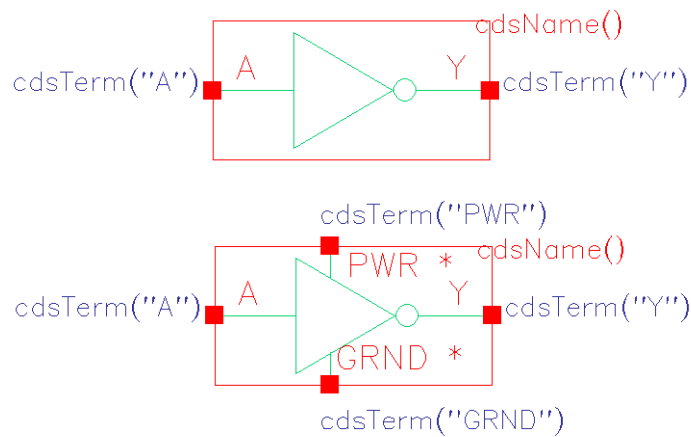 cdsName()
cdsTerm("A") A Y cdsTerm("Y")
cdsTerm("PWR")
cdsName()
PWR *
cdsTerm("A") A Y cdsTerm("Y")
GRND *
cdsTerm("GRND")